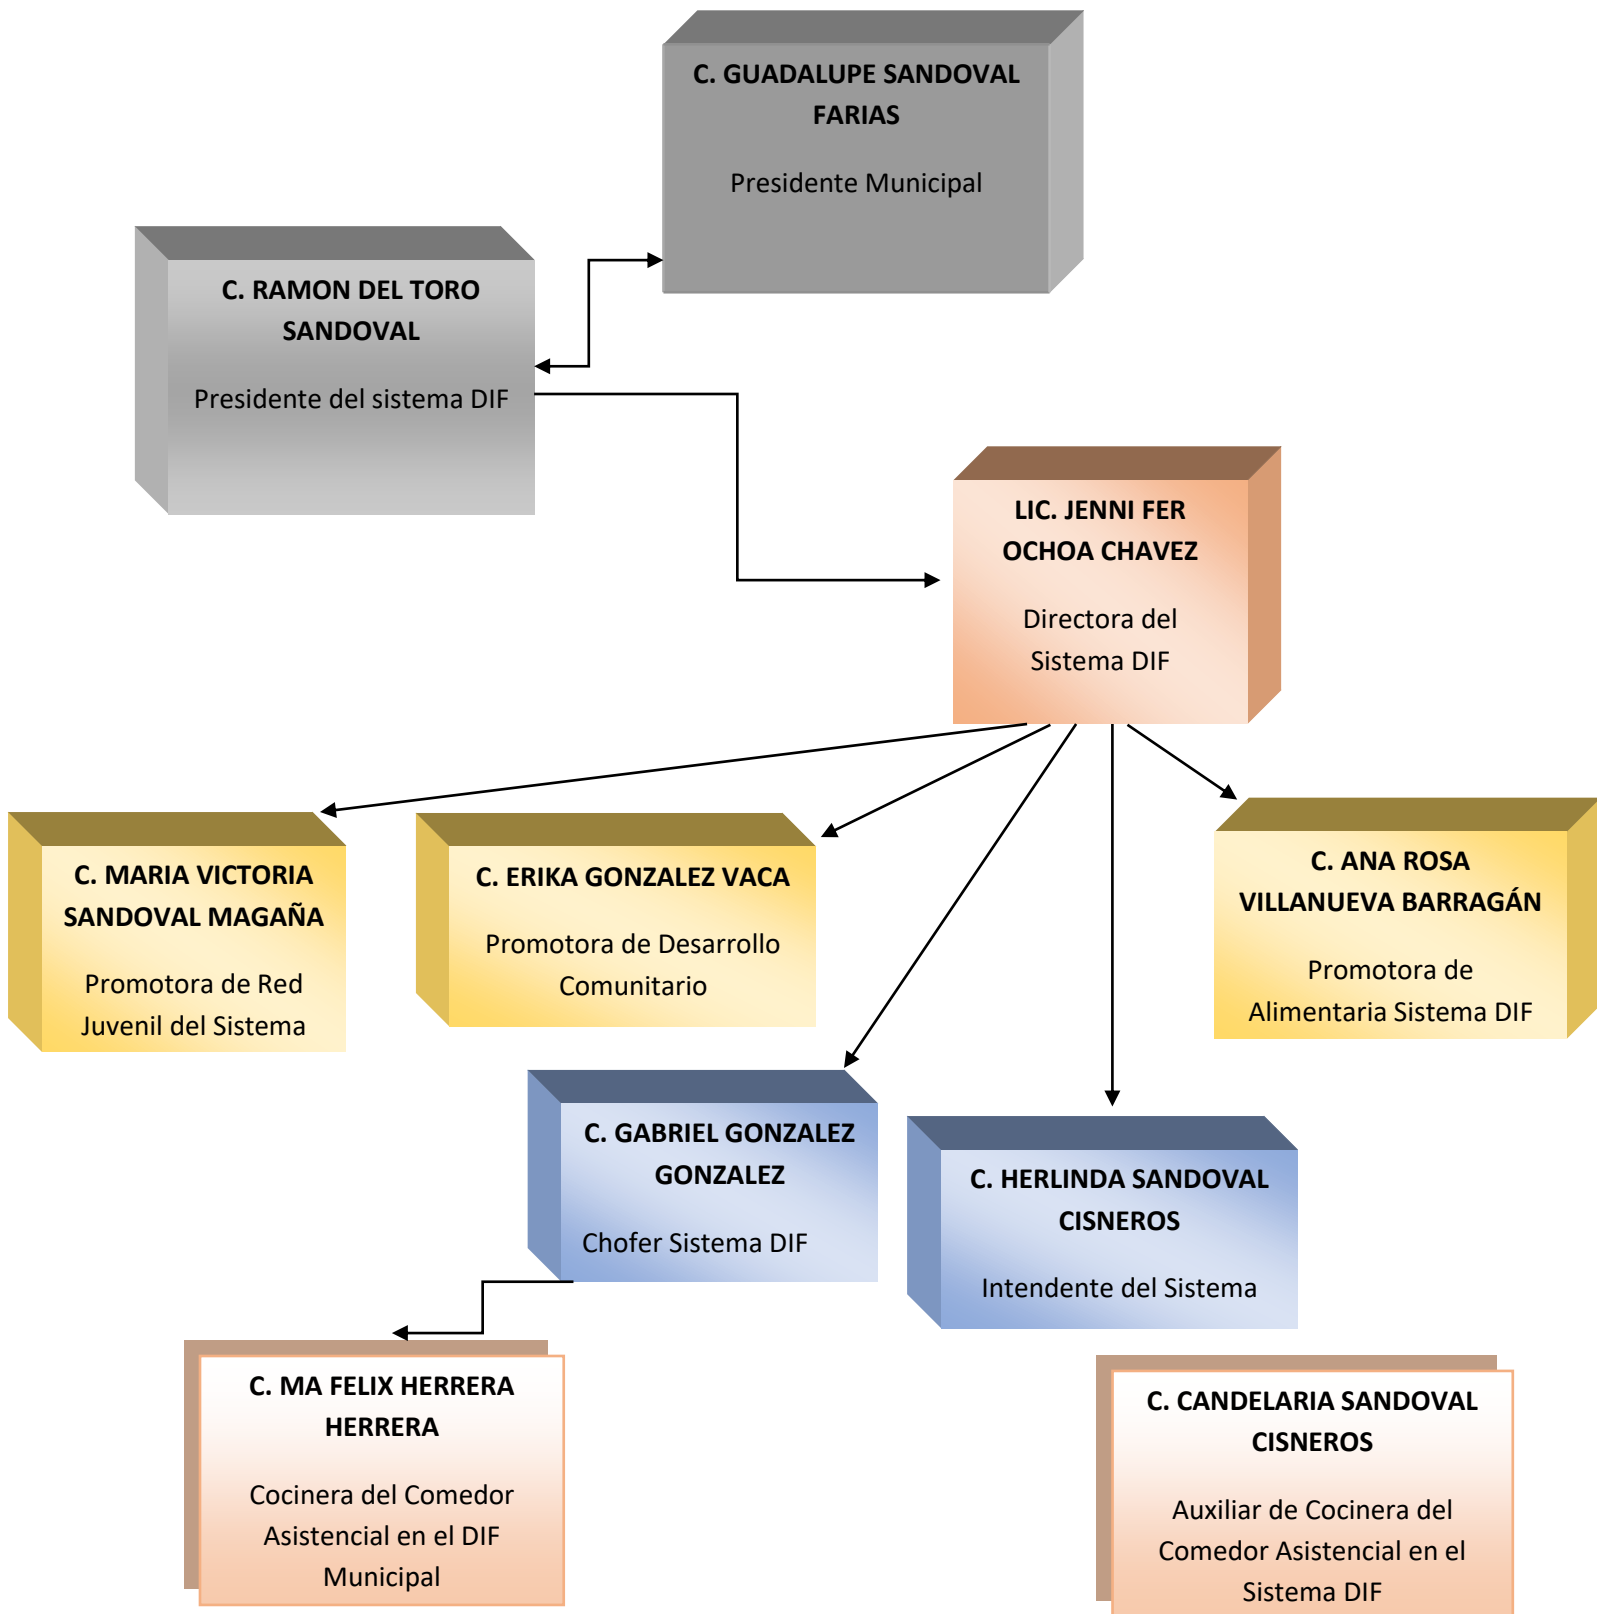 C. GUADALUPE SANDOVAL
FARIAS
Presidente Municipal
C. RAMON DEL TORO
SANDOVAL
Presidente del sistema DIF
LIC. JENNI FER
OCHOA CHAVEZ
Directora del
Sistema DIF
C. MARIA VICTORIA
SANDOVAL MAGAÑA
Promotora de Red
Juvenil del Sistema
C. ERIKA GONZALEZ VACA
Promotora de Desarrollo
Comunitario
C. ANA ROSA
VILLANUEVA BARRAGÁN
Promotora de
Alimentaria Sistema DIF
C. GABRIEL GONZALEZ
GONZALEZ
Chofer Sistema DIF
C. HERLINDA SANDOVAL
CISNEROS
Intendente del Sistema
C. MA FELIX HERRERA
HERRERA
Cocinera del Comedor
Asistencial en el DIF
Municipal
C. CANDELARIA SANDOVAL
CISNEROS
Auxiliar de Cocinera del
Comedor Asistencial en el
Sistema DIF